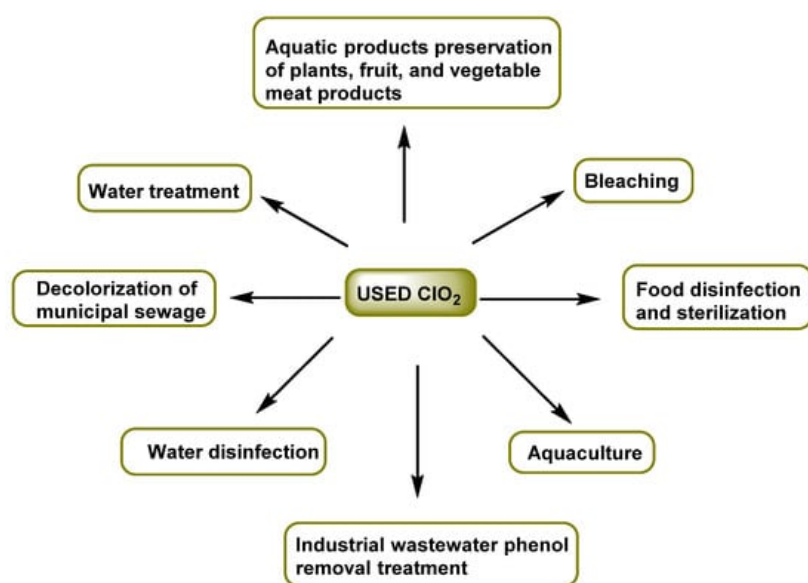 Aquatic products preservation
of plants, fruit, and vegetable
meat products
Water treatment
Bleaching
Decolorization of
municipal sewage
USED ClO₂
Food disinfection
and sterilization
Water disinfection
Aquaculture
Industrial wastewater phenol
removal treatment